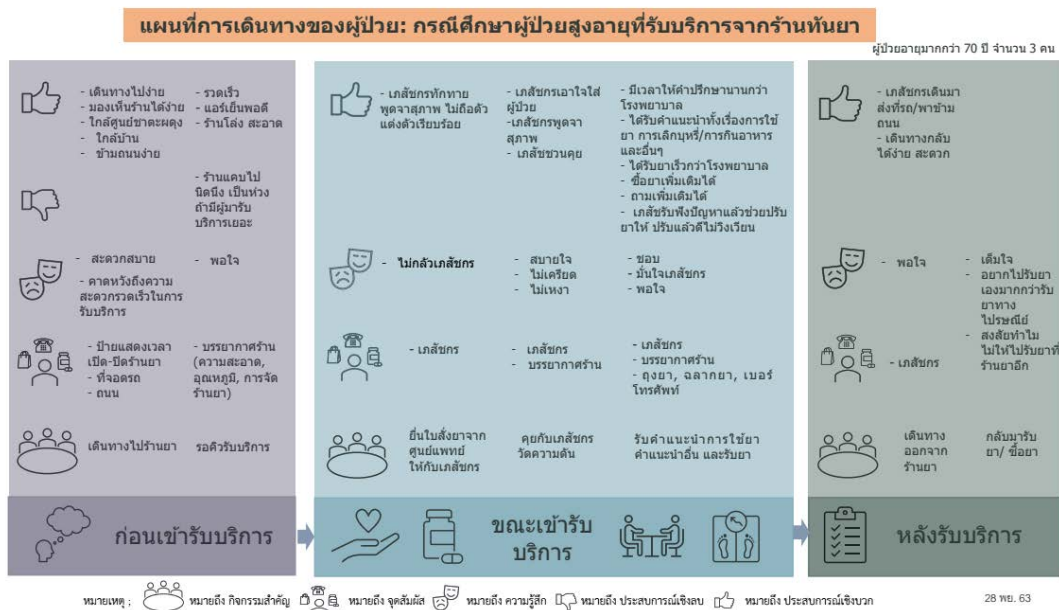 แผนที่การเดินทางของผู้ป่วย: กรณีศึกษาผู้ป่วยสูงอายุที่รับบริการจากร้านทันยา
ผู้ป่วยอายุมากกว่า 70 ปี จำนวน 3 คน
- เดินทางไปง่าย
- มองเห็นร้านได้ง่าย
- ใกล้ศูนย์ชาตะผดุง
- ใกล้บ้าน
- ข้ามถนนง่าย
- รวดเร็ว
- แอร์เย็นพอดี
- ร้านโล่ง สะอาด
- ร้านแคบไป
นิดนึง เป็นห่วง
ถ้ามีผู้มารับ
บริการเยอะ
- สะดวกสบาย
- คาดหวังถึงความ
สะดวกรวดเร็วในการ
รับบริการ
- พอใจ
- ป้ายแสดงเวลา
เปิด-ปิดร้านยา
- ที่จอดรถ
- ถนน
- บรรยากาศร้าน
(ความสะอาด,
อุณหภูมิ, การจัด
ร้านยา)
เดินทางไปร้านยา
รอคิวรับบริการ
ก่อนเข้ารับบริการ
- เภสัชกรทักทาย
พูดจาสุภาพ ไม่ถือตัว
แต่งตัวเรียบร้อย
- เภสัชกรเอาใจใส่
ผู้ป่วย
-เภสัชกรพูดจา
สุภาพ
- เภสัชชวนคุย
- มีเวลาให้คำปรึกษานานกว่า
โรงพยาบาล
- ได้รับคำแนะนำทั้งเรื่องการใช้
ยา การเลิกบุหรี่/การกินอาหาร
และอื่นๆ
- ได้รับยาเร็วกว่าโรงพยาบาล
- ซื้อยาเพิ่มเติมได้
- ถามเพิ่มเติมได้
- เภสัชรับฟังปัญหาแล้วช่วยปรับ
ยาให้ ปรับแล้วดีไม่วิงเวียน
- ไม่กลัวเภสัชกร
- สบายใจ
- ไม่เครียด
- ไม่เหงา
- ชอบ
- มั่นใจเภสัชกร
- พอใจ
- เภสัชกร
- เภสัชกร
- บรรยากาศร้าน
- เภสัชกร
- บรรยากาศร้าน
- ถุงยา, ฉลากยา, เบอร์
โทรศัพท์
ยื่นใบสั่งยาจาก
ศูนย์แพทย์
ให้กับเภสัชกร
คุยกับเภสัชกร
วัดความดัน
รับคำแนะนำการใช้ยา
คำแนะนำอื่น และรับยา
ขณะเข้ารับ
บริการ
- เภสัชกรเดินมา
ส่งที่รถ/พาข้าม
ถนน
- เดินทางกลับ
ได้ง่าย สะดวก
- พอใจ
- เต็มใจ
- อยากไปรับยา
เองมากกว่ารับ
ยาทาง
ไปรษณีย์
- สงสัยทำไม
ไม่ให้ไปรับยาที่
ร้านยาอีก
- เภสัชกร
เดินทาง
ออกจาก
ร้านยา
กลับมารับ
ยา/ ซื้อยา
หลังรับบริการ
หมายเหตุ ; หมายถึง กิจกรรมสำคัญ หมายถึง จุดสัมผัส หมายถึง ความรู้สึก หมายถึง ประสบการณ์เชิงลบ หมายถึง ประสบการณ์เชิงบวก
28 พย. 63